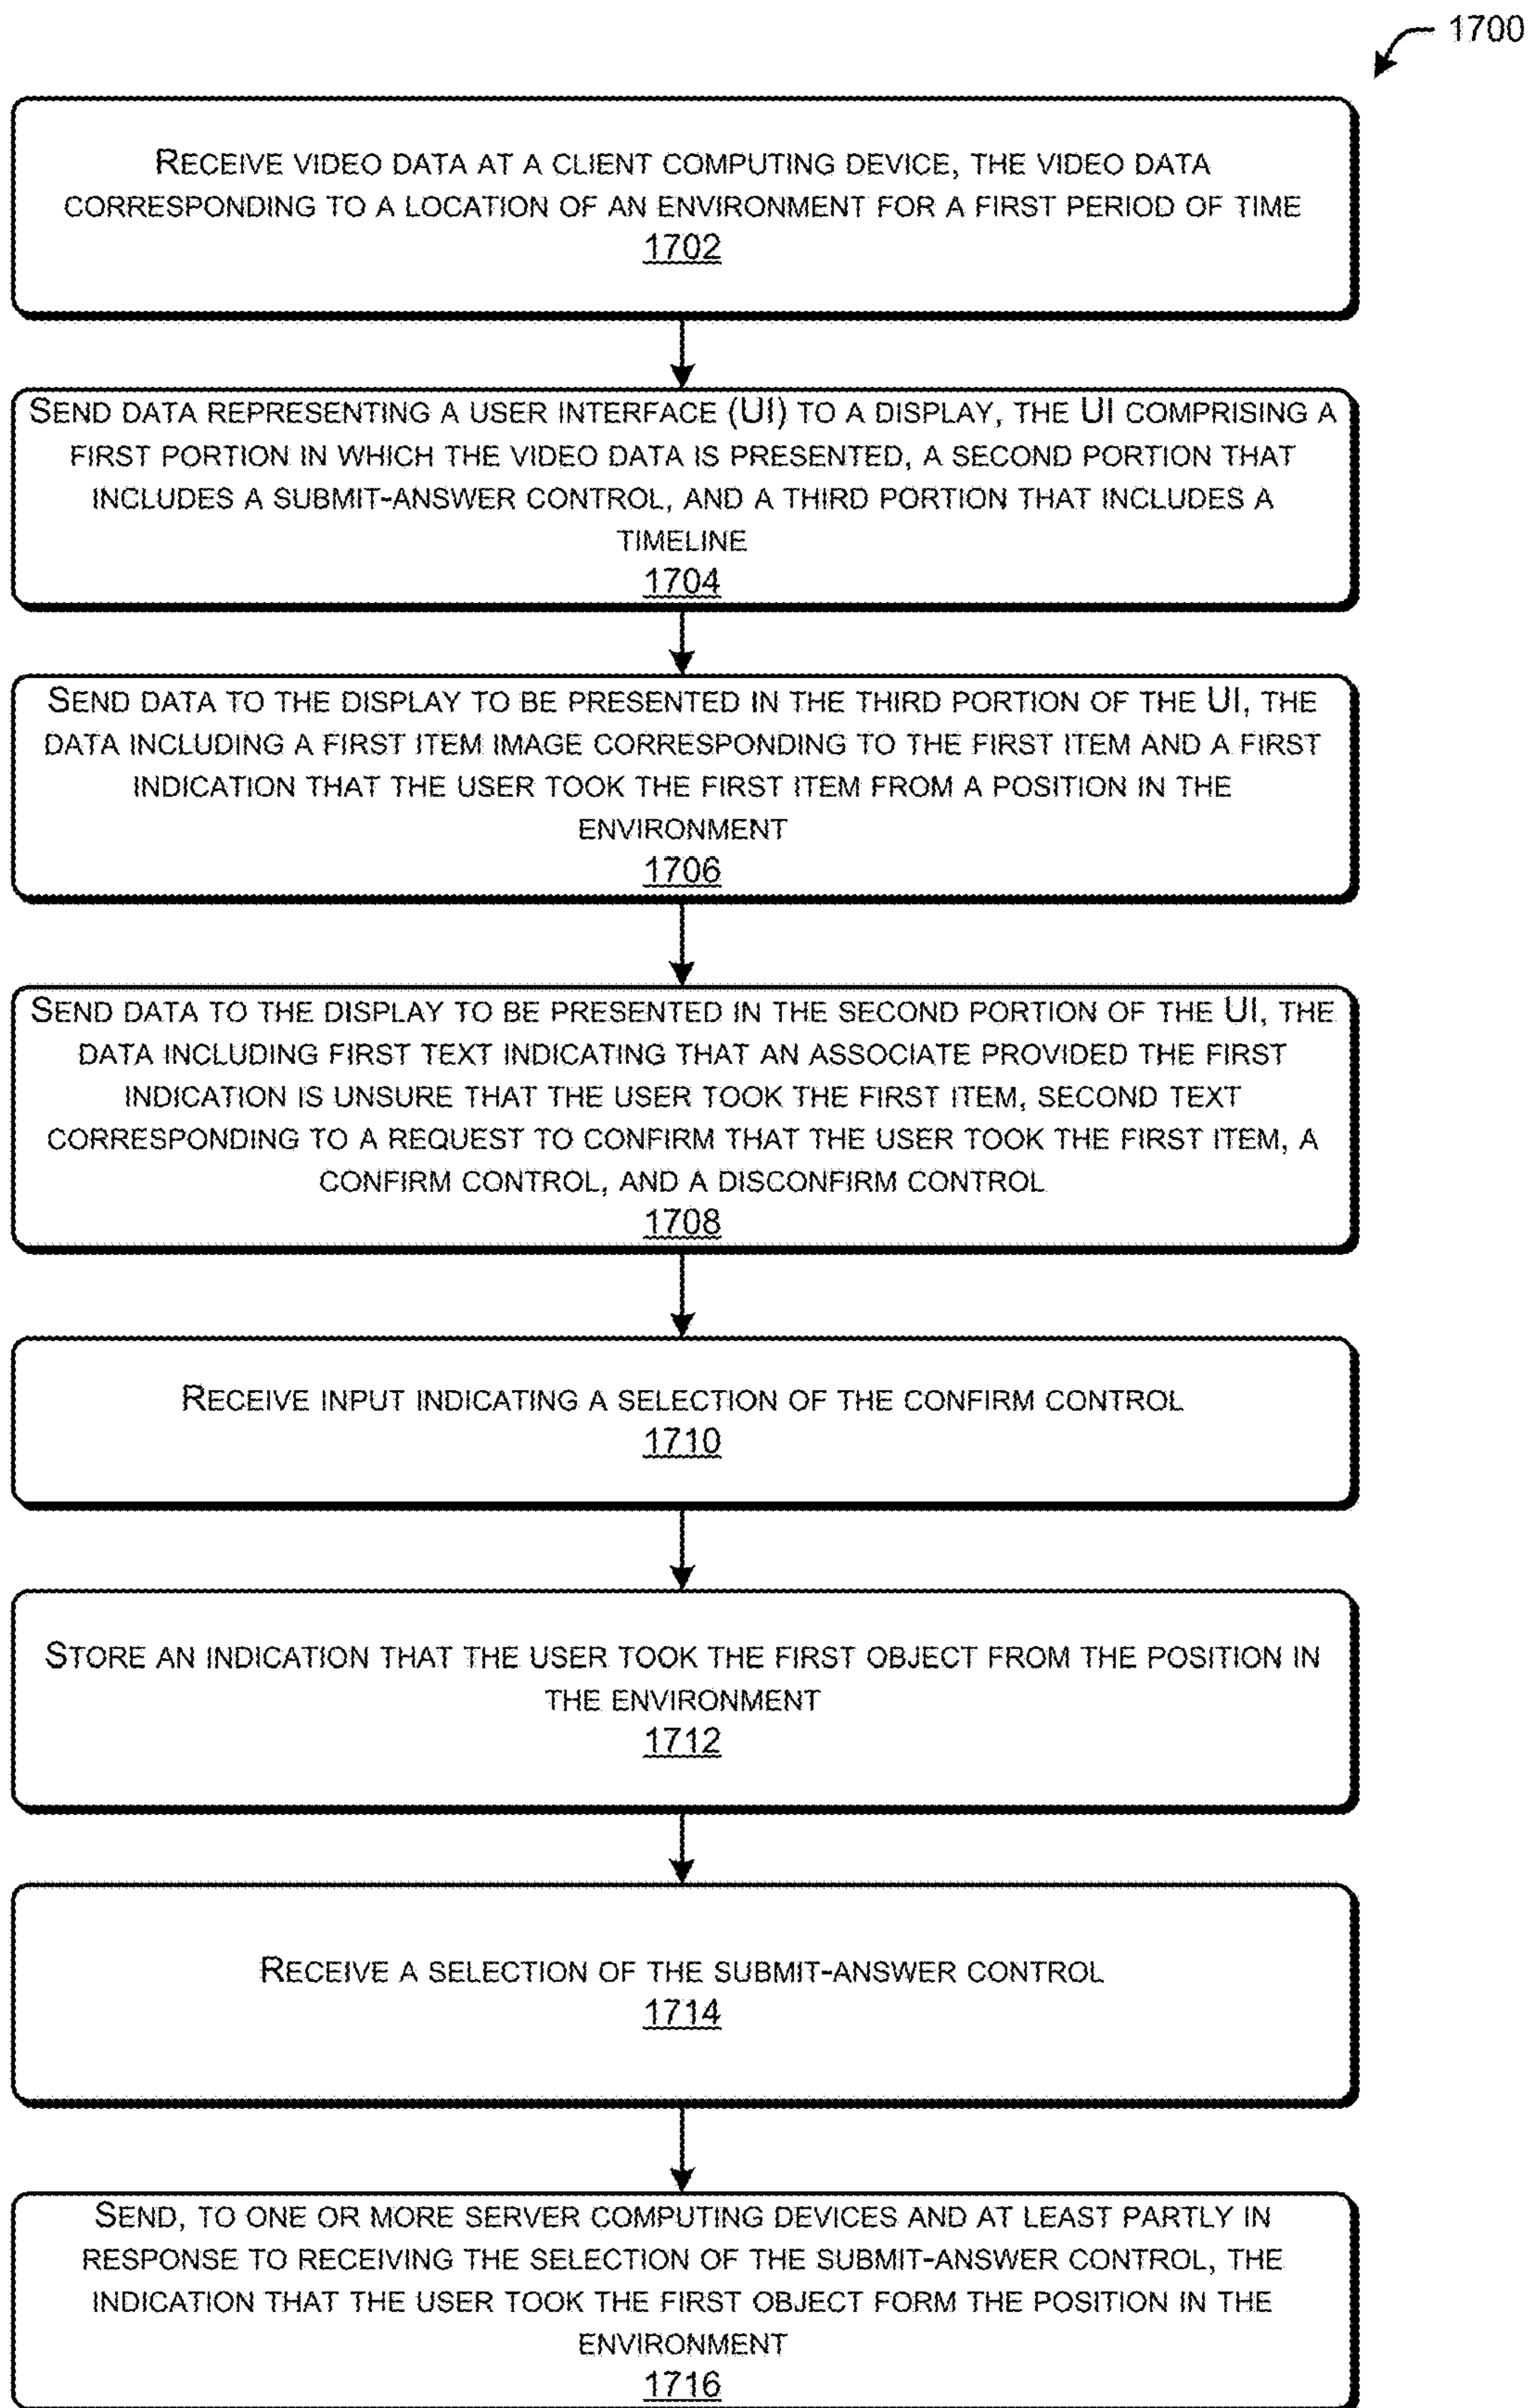 1700
RECEIVE VIDEO DATA AT A CLIENT COMPUTING DEVICE, THE VIDEO DATA
CORRESPONDING TO A LOCATION OF AN ENVIRONMENT FOR A FIRST PERIOD OF TIME
1702
SEND DATA REPRESENTING A USER INTERFACE (UI) TO A DISPLAY, THE UI COMPRISING A
FIRST PORTION IN WHICH THE VIDEO DATA IS PRESENTED, A SECOND PORTION THAT
INCLUDES A SUBMIT-ANSWER CONTROL, AND A THIRD PORTION THAT INCLUDES A
TIMELINE
1704
SEND DATA TO THE DISPLAY TO BE PRESENTED IN THE THIRD PORTION OF THE UI, THE
DATA INCLUDING A FIRST ITEM IMAGE CORRESPONDING TO THE FIRST ITEM AND A FIRST
INDICATION THAT THE USER TOOK THE FIRST ITEM FROM A POSITION IN THE
ENVIRONMENT
1706
SEND DATA TO THE DISPLAY TO BE PRESENTED IN THE SECOND PORTION OF THE UI, THE
DATA INCLUDING FIRST TEXT INDICATING THAT AN ASSOCIATE PROVIDED THE FIRST
INDICATION IS UNSURE THAT THE USER TOOK THE FIRST ITEM, SECOND TEXT
CORRESPONDING TO A REQUEST TO CONFIRM THAT THE USER TOOK THE FIRST ITEM, A
CONFIRM CONTROL, AND A DISCONFIRM CONTROL
1708
RECEIVE INPUT INDICATING A SELECTION OF THE CONFIRM CONTROL
1710
STORE AN INDICATION THAT THE USER TOOK THE FIRST OBJECT FROM THE POSITION IN
THE ENVIRONMENT
1712
RECEIVE A SELECTION OF THE SUBMIT-ANSWER CONTROL
1714
SEND, TO ONE OR MORE SERVER COMPUTING DEVICES AND AT LEAST PARTLY IN
RESPONSE TO RECEIVING THE SELECTION OF THE SUBMIT-ANSWER CONTROL, THE
INDICATION THAT THE USER TOOK THE FIRST OBJECT FORM THE POSITION IN THE
ENVIRONMENT
1716